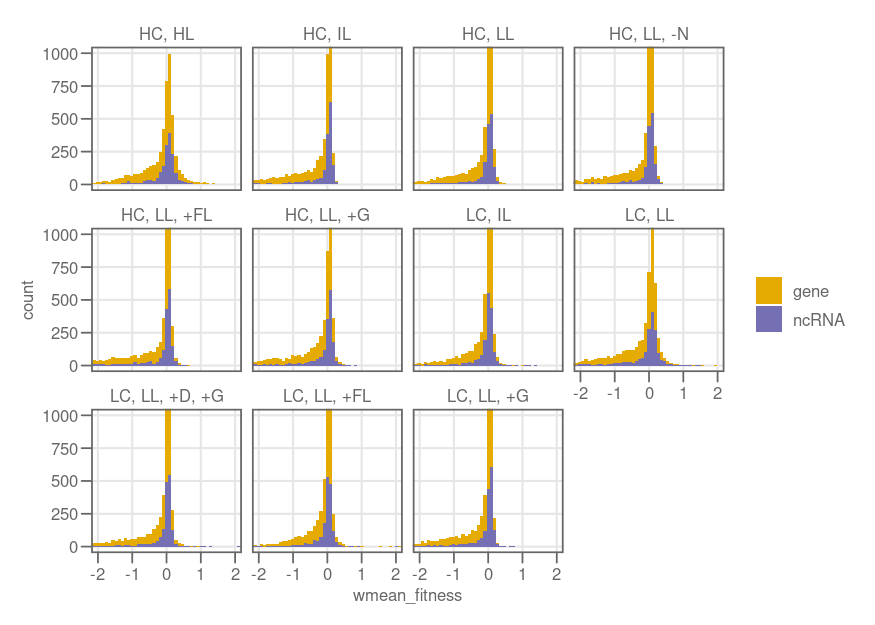 HC, HL HC, IL HC, LL HC, LL, -N
1000
750
500
250
0
HC, LL, +FL HC, LL, +G LC, IL LC, LL
1000
750
500
250
0
-2 -1 0 1 2
count
gene
ncRNA
LC, LL, +D, +G LC, LL, +FL LC, LL, +G
1000
750
500
250
0
-2 -1 0 1 2 -2 -1 0 1 2 -2 -1 0 1 2
wmean_fitness